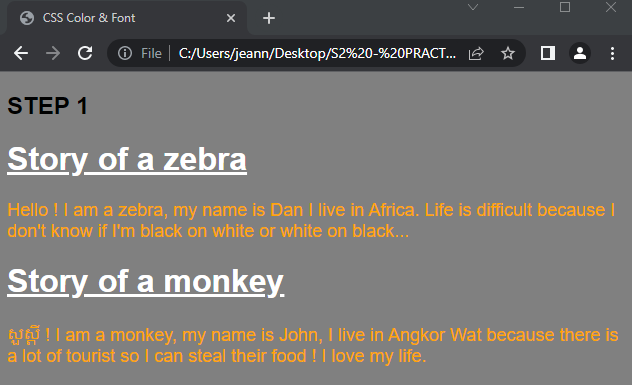 CSS Color & Font
File
C:/Users/jeann/Desktop/S2%20-%20PRACT...
STEP 1
Story of a zebra
Hello ! I am a zebra, my name is Dan I live in Africa. Life is difficult because I
don't know if I'm black on white or white on black...
Story of a monkey
សួស្តី ! I am a monkey, my name is John, I live in Angkor Wat because there is
a lot of tourist so I can steal their food ! I love my life.